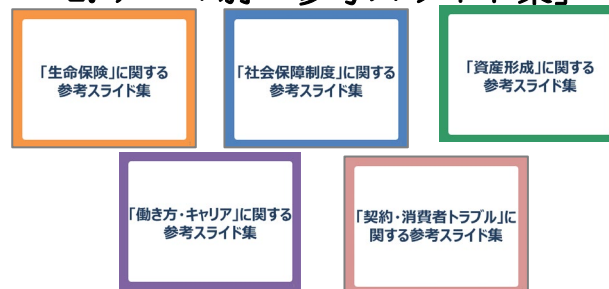 「生命保険」に関する
参考スライド集
「社会保障制度」に関する
参考スライド集
「資産形成」に関する
参考スライド集
「働き方・キャリア」に関する
参考スライド集
「契約・消費者トラブル」に
関する参考スライド集